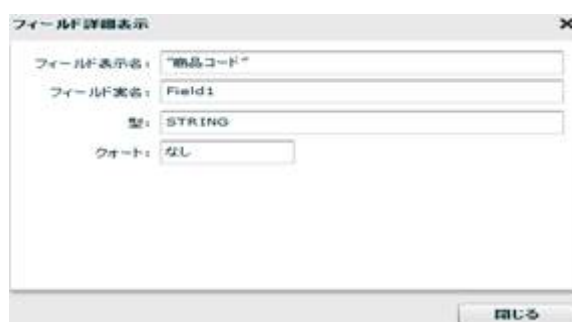 フィールド詳細表示
フィールド表示名: "商品コード"
フィールド実名: Field1
型: STRING
クォート: なし
閉じる